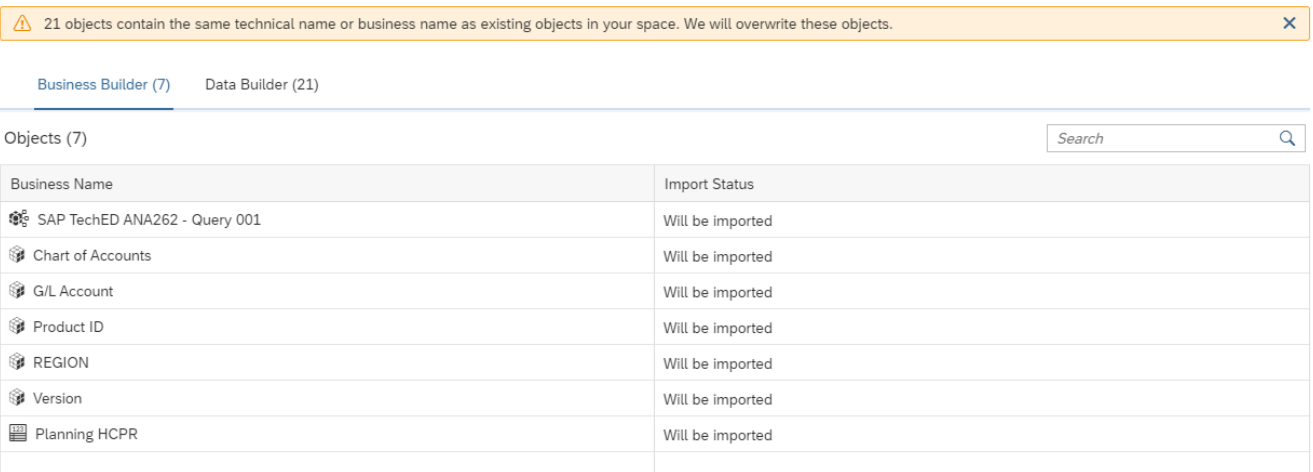 21 objects contain the same technical name or business name as existing objects in your space. We will overwrite these objects.
Business Builder (7) Data Builder (21)
Objects (7) Search
Business Name Import Status
SAP TechED ANA262 - Query 001 Will be imported
Chart of Accounts Will be imported
G/L Account Will be imported
Product ID Will be imported
REGION Will be imported
Version Will be imported
Planning HCPR Will be imported